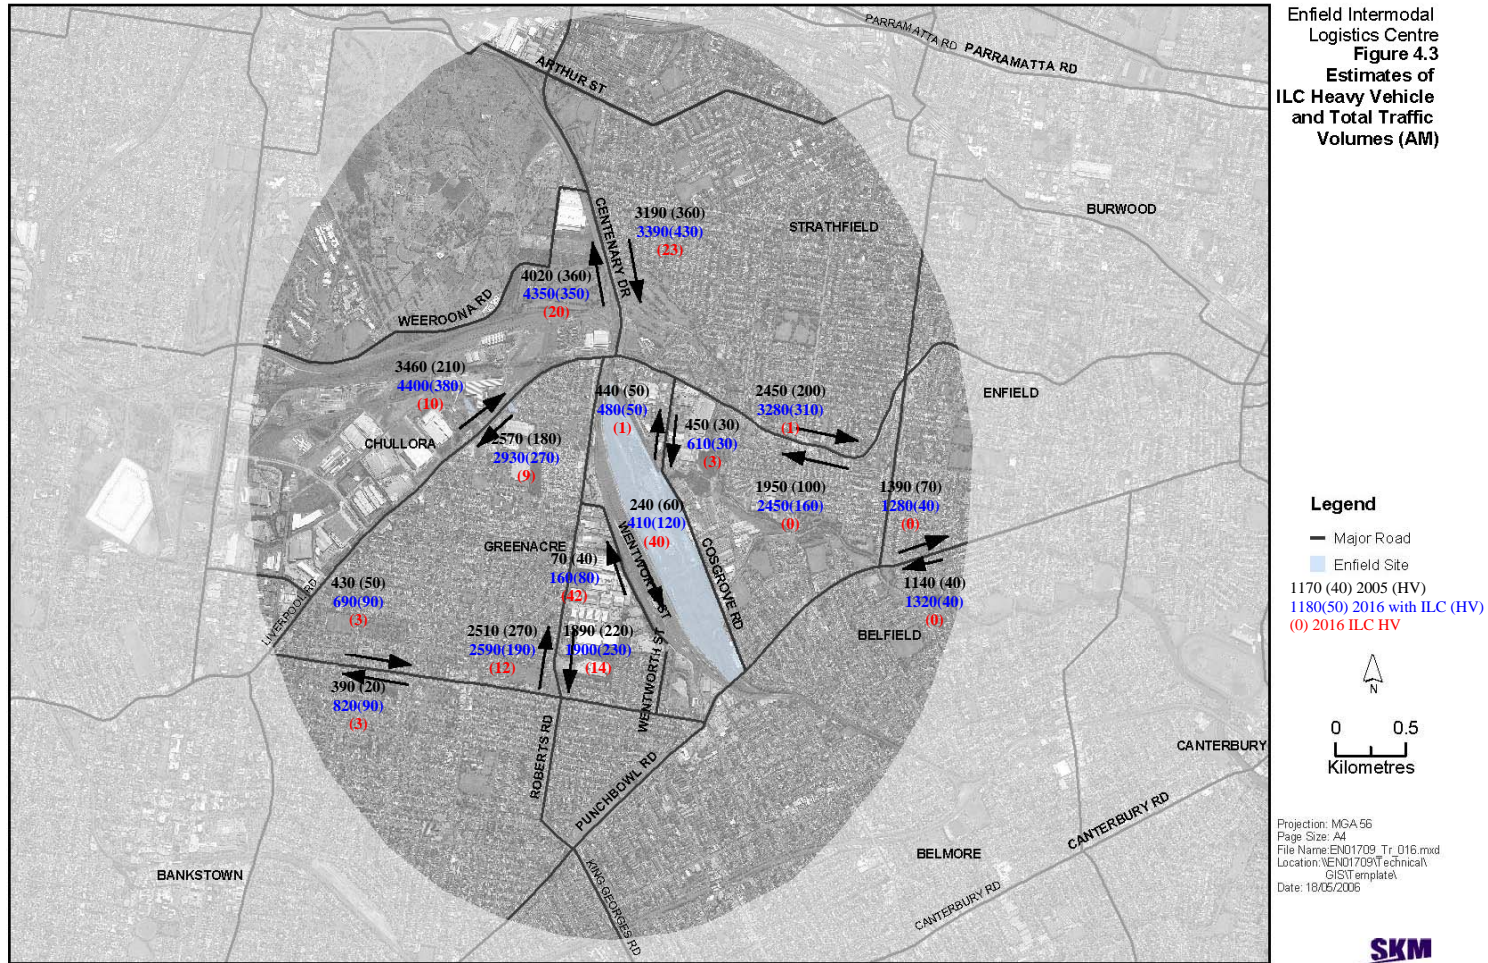 Enfield Intermodal
Logistics Centre
Figure 4.3
Estimates of
ILC Heavy Vehicle
and Total Traffic
Volumes (AM)
PARRAMATTA RD
PARRAMATTA RD
ARTHUR ST
BURWOOD
STRATHFIELD
CENTENARY DR
3190 (360)
3390(430)
(23)
4020 (360)
4350(350)
(20)
WEEROONA RD
3460 (210)
4400(380)
(10)
CHULLORA
2570 (180)
2930(270)
(9)
440 (50)
480(50)
(1)
450 (30)
610(30)
(3)
2450 (200)
3280(310)
(1)
ENFIELD
1950 (100)
2450(160)
(0)
1390 (70)
1280(40)
(0)
240 (60)
410(120)
(40)
WENTWORTH ST
COSGROVE RD
GREENACRE
70 (40)
160(80)
(42)
1140 (40)
1320(40)
(0)
BELFIELD
LIVERPOOL RD
430 (50)
690(90)
(3)
2510 (270)
2590(190)
(12)
1890 (220)
1900(230)
(14)
WENTWORTH ST
390 (20)
820(90)
(3)
ROBERTS RD
PUNCHBOWL RD
KING GEORGES RD
BANKSTOWN
BELMORE
CANTERBURY
CANTERBURY RD
CANTERBURY RD
Legend
Major Road
Enfield Site
1170 (40) 2005 (HV)
1180(50) 2016 with ILC (HV)
(0) 2016 ILC HV
N
0 0.5
Kilometres
Projection: MGA 56
Page Size: A4
File Name:EN01709_Tr_016.mxd
Location:\\EN01709\Technical\
GIS\Template\
Date: 18/05/2006
SKM